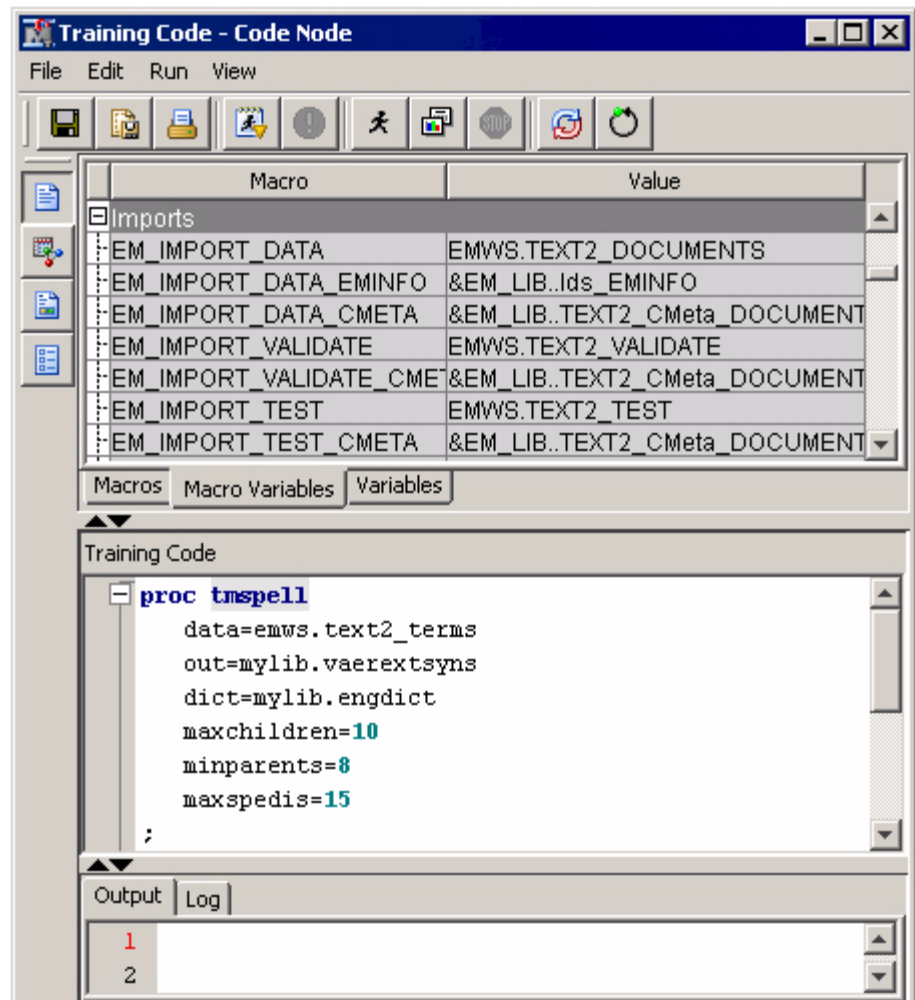 Training Code - Code Node
File Edit Run View
STOP
Macro Value
Imports
EM_IMPORT_DATA EMWS.TEXT2_DOCUMENTS
EM_IMPORT_DATA_EMINFO &EM_LIB..Ids_EMINFO
EM_IMPORT_DATA_CMETA &EM_LIB..TEXT2_CMeta_DOCUMENT
EM_IMPORT_VALIDATE EMWS.TEXT2_VALIDATE
EM_IMPORT_VALIDATE_CME &EM_LIB..TEXT2_CMeta_DOCUMENT
EM_IMPORT_TEST EMWS.TEXT2_TEST
EM_IMPORT_TEST_CMETA &EM_LIB..TEXT2_CMeta_DOCUMENT
Macros Macro Variables Variables
Training Code
proc tmspell
data=emws.text2_terms
out=mylib.vaerextsyns
dict=mylib.engdict
maxchildren=10
minparents=8
maxspedis=15
;
Output Log
1
2